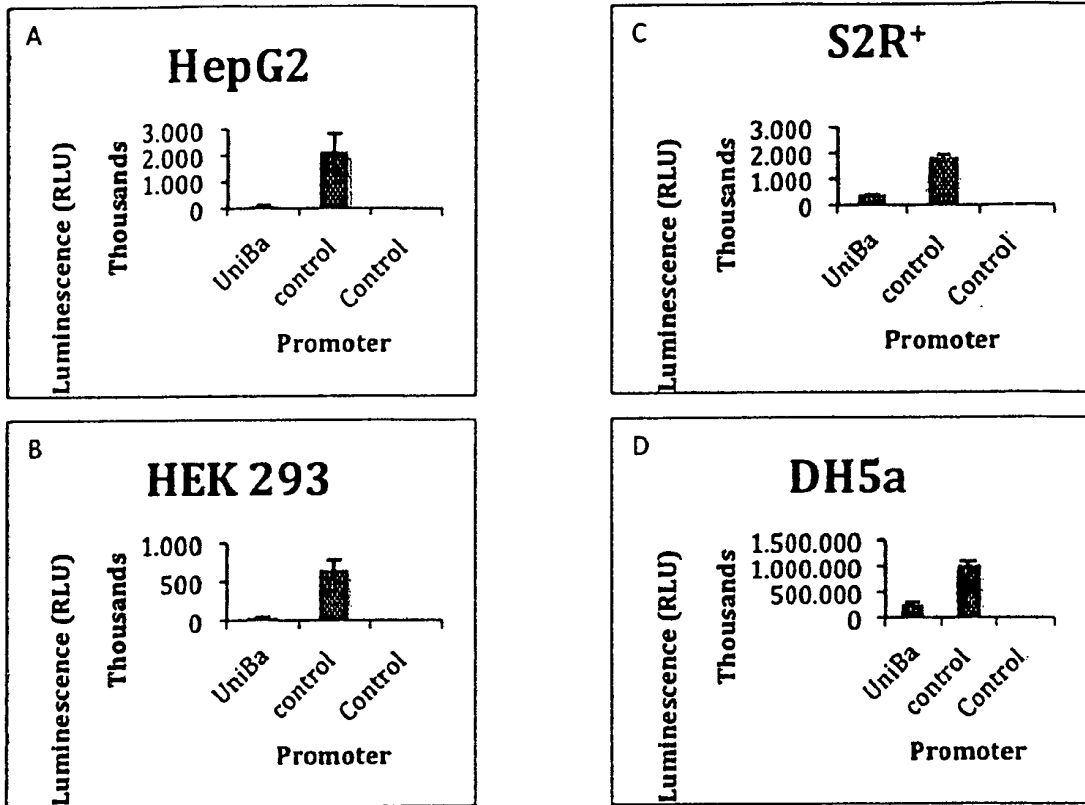 A
HepG2
Luminescence (RLU)
Thousands
3.000
2.000
1.000
0
UniBa
control
Control
Promoter
B
HEK 293
Luminescence (RLU)
Thousands
1.000
500
0
UniBa
control
Control
Promoter
C
S2R+
Luminescence (RLU)
Thousands
3.000
2.000
1.000
0
UniBa
control
Control
Promoter
D
DH5a
Luminescence (RLU)
Thousands
1.500.000
1.000.000
500.000
0
UniBa
control
Control
Promoter